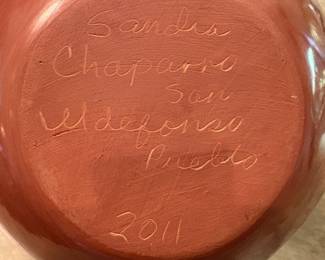 Sandra
Chaparro
San
Ildefonso
Pueblo
2011